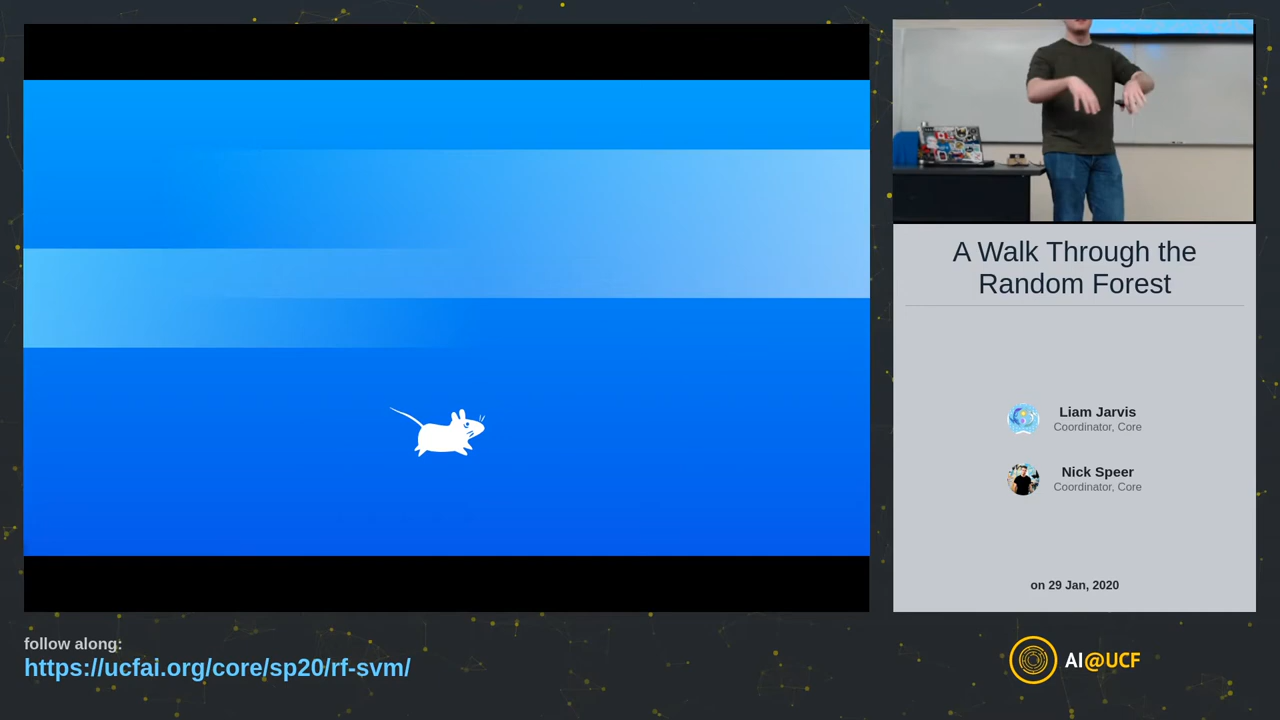 A Walk Through the
Random Forest
Liam Jarvis
Coordinator, Core
Nick Speer
Coordinator, Core
on 29 Jan, 2020
follow along:
https://ucfai.org/core/sp20/rf-svm/
AI@UCF